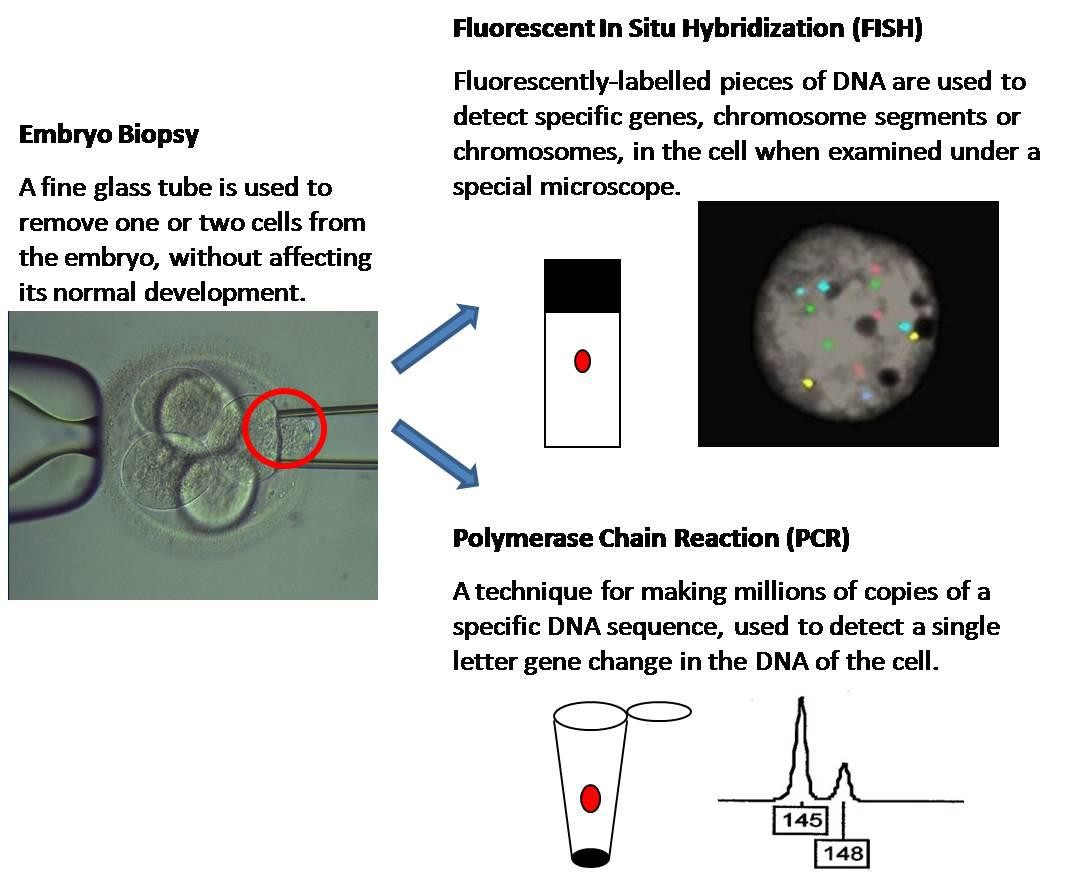 Embryo Biopsy
A fine glass tube is used to
remove one or two cells from
the embryo, without affecting
its normal development.
Fluorescent In Situ Hybridization (FISH)
Fluorescently-labelled pieces of DNA are used to
detect specific genes, chromosome segments or
chromosomes, in the cell when examined under a
special microscope.
Polymerase Chain Reaction (PCR)
A technique for making millions of copies of a
specific DNA sequence, used to detect a single
letter gene change in the DNA of the cell.
145
148